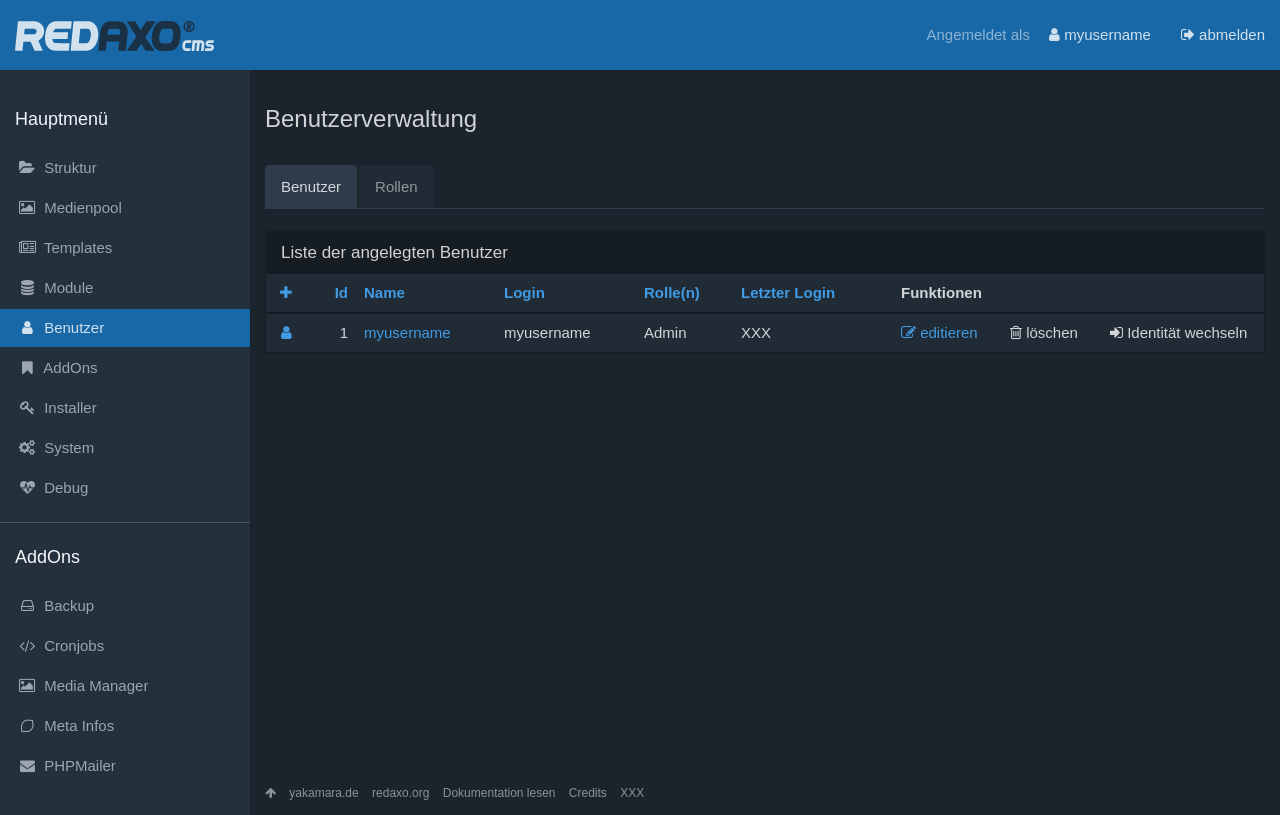 REDAXO® cms
Angemeldet als myusername abmelden
Hauptmenü
Struktur
Medienpool
Templates
Module
Benutzer
AddOns
Installer
System
Debug
AddOns
Backup
Cronjobs
Media Manager
Meta Infos
PHPMailer
Benutzerverwaltung
Benutzer Rollen
Liste der angelegten Benutzer
Id Name Login Rolle(n) Letzter Login Funktionen
1 myusername myusername Admin XXX editieren löschen Identität wechseln
yakamara.de redaxo.org Dokumentation lesen Credits XXX